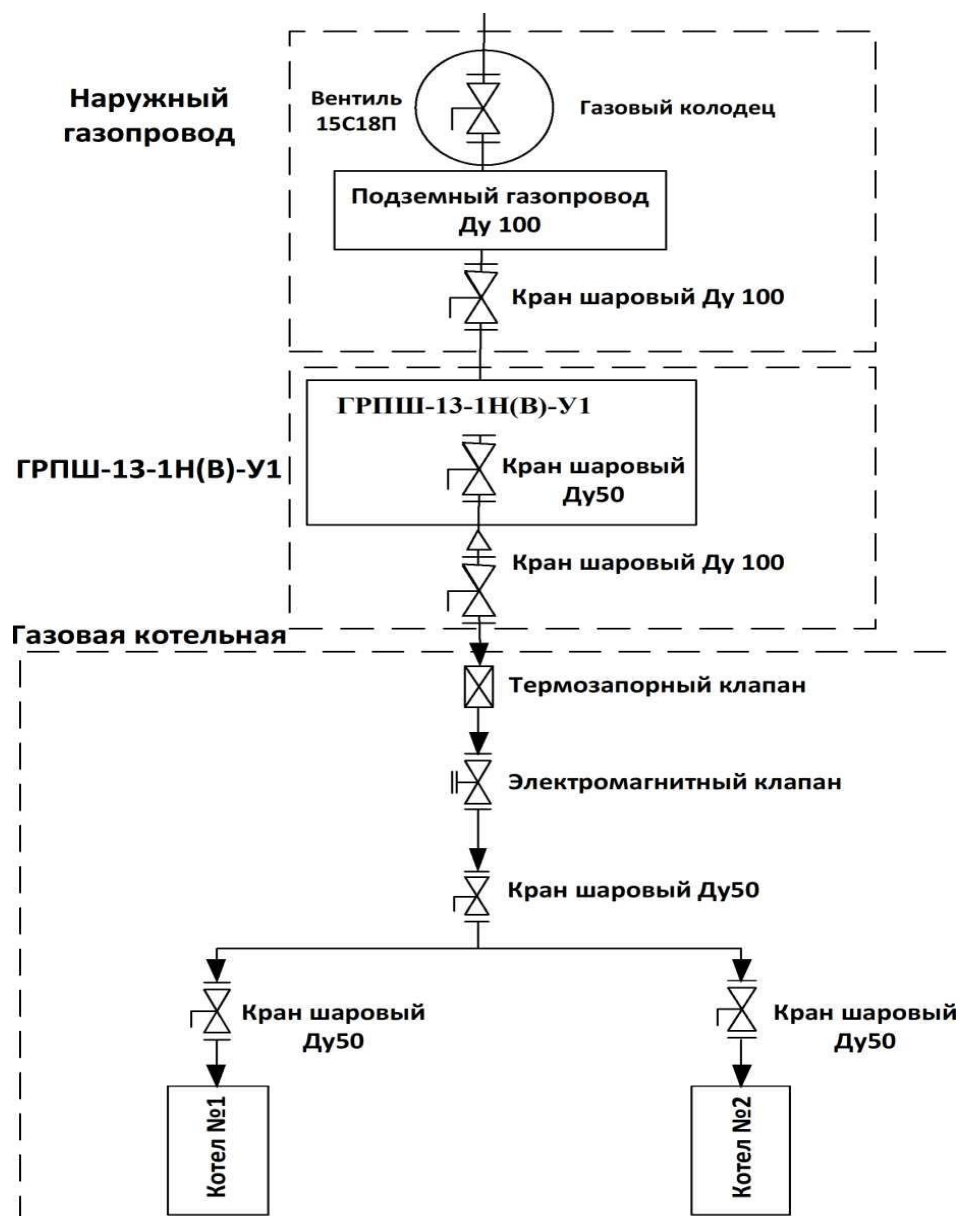 Наружный
газопровод
Вентиль
15С18П
Газовый колодец
Подземный газопровод
Ду 100
Кран шаровый Ду 100
ГРПШ-13-1Н(В)-У1
ГРПШ-13-1Н(В)-У1
Кран шаровый
Ду50
Кран шаровый Ду 100
Газовая котельная
Термозапорный клапан
Электромагнитный клапан
Кран шаровый Ду50
Кран шаровый
Ду50
Кран шаровый
Ду50
Котел №1
Котел №2